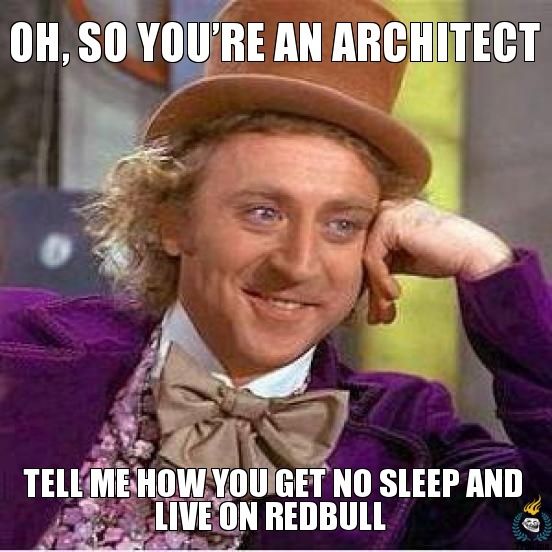 OH, SO YOU'RE AN ARCHITECT
TELL ME HOW YOU GET NO SLEEP AND
LIVE ON REDBULL